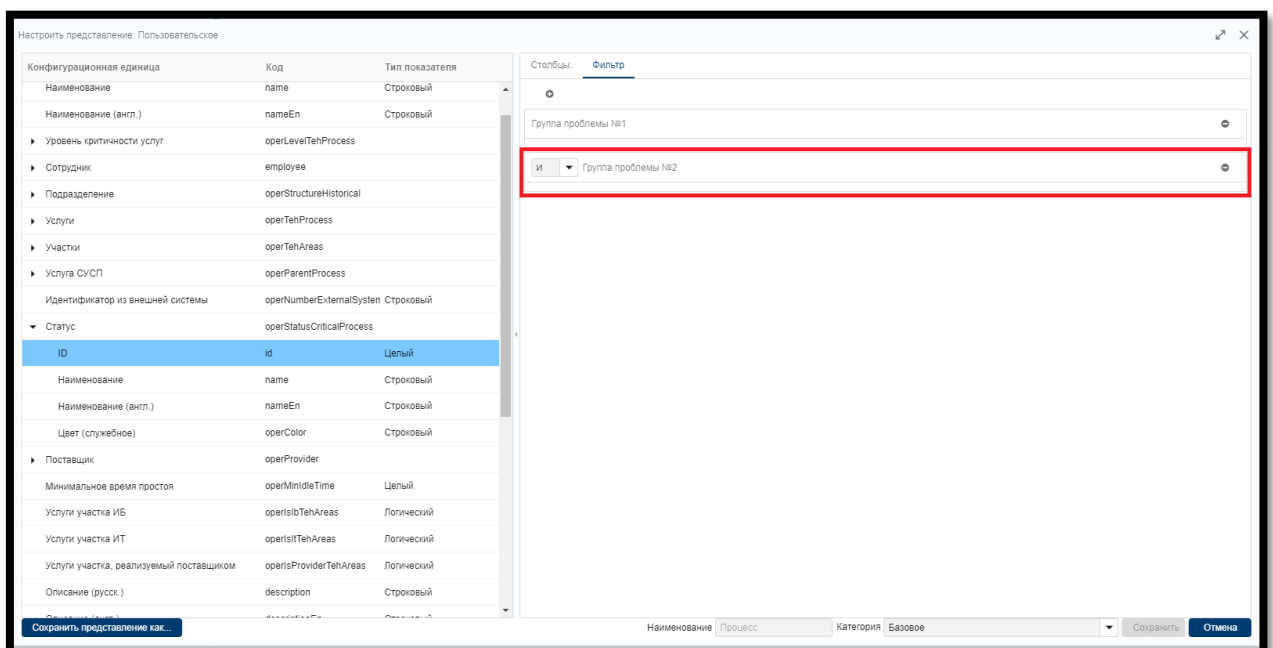 Настроить представление: Пользовательское
Конфигурационная единица Код Тип показателя
Наименование name Строковый
Наименование (англ.) nameEn Строковый
Уровень критичности услуг operLevelTehProcess
Сотрудник employee
Подразделение operStructureHistorical
Услуги operTehProcess
Участки operTehAreas
Услуга СУСП operParentProcess
Идентификатор из внешней системы operNumberExternalSysten Строковый
Статус operStatusCriticalProcess
ID id Целый
Наименование name Строковый
Наименование (англ.) nameEn Строковый
Цвет (служебное) operColor Строковый
Поставщик operProvider
Минимальное время простоя operMinIdleTime Целый
Услуги участка ИБ operIsIbTehAreas Логический
Услуги участка ИТ operIsItTehAreas Логический
Услуги участка, реализуемый поставщиком operIsProviderTehAreas Логический
Описание (русск.) description Строковый
Столбцы: Фильтр
Группа проблемы №1
И Группа проблемы №2
Сохранить представление как... Наименование Процесс Категория Базовое Сохранить Отмена